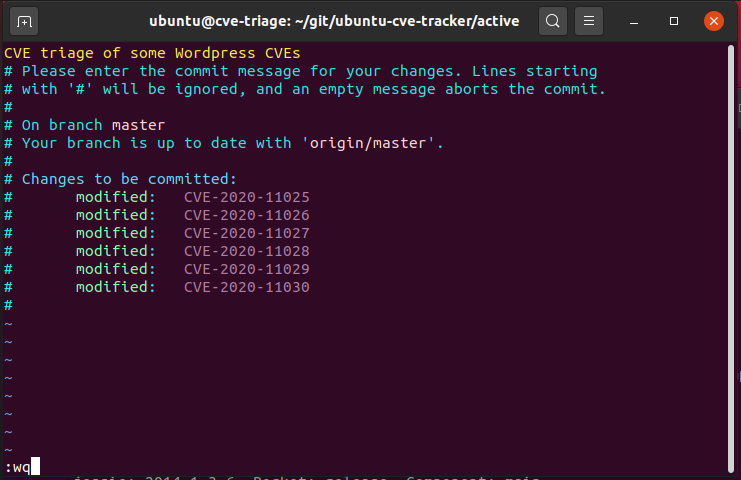 ubuntu@cve-triage: ~/git/ubuntu-cve-tracker/active
CVE triage of some Wordpress CVEs
# Please enter the commit message for your changes. Lines starting
# with '#' will be ignored, and an empty message aborts the commit.
#
# On branch master
# Your branch is up to date with 'origin/master'.
#
# Changes to be committed:
#       modified:   CVE-2020-11025
#       modified:   CVE-2020-11026
#       modified:   CVE-2020-11027
#       modified:   CVE-2020-11028
#       modified:   CVE-2020-11029
#       modified:   CVE-2020-11030
#
~
~
~
~
~
~
~
~
:wq